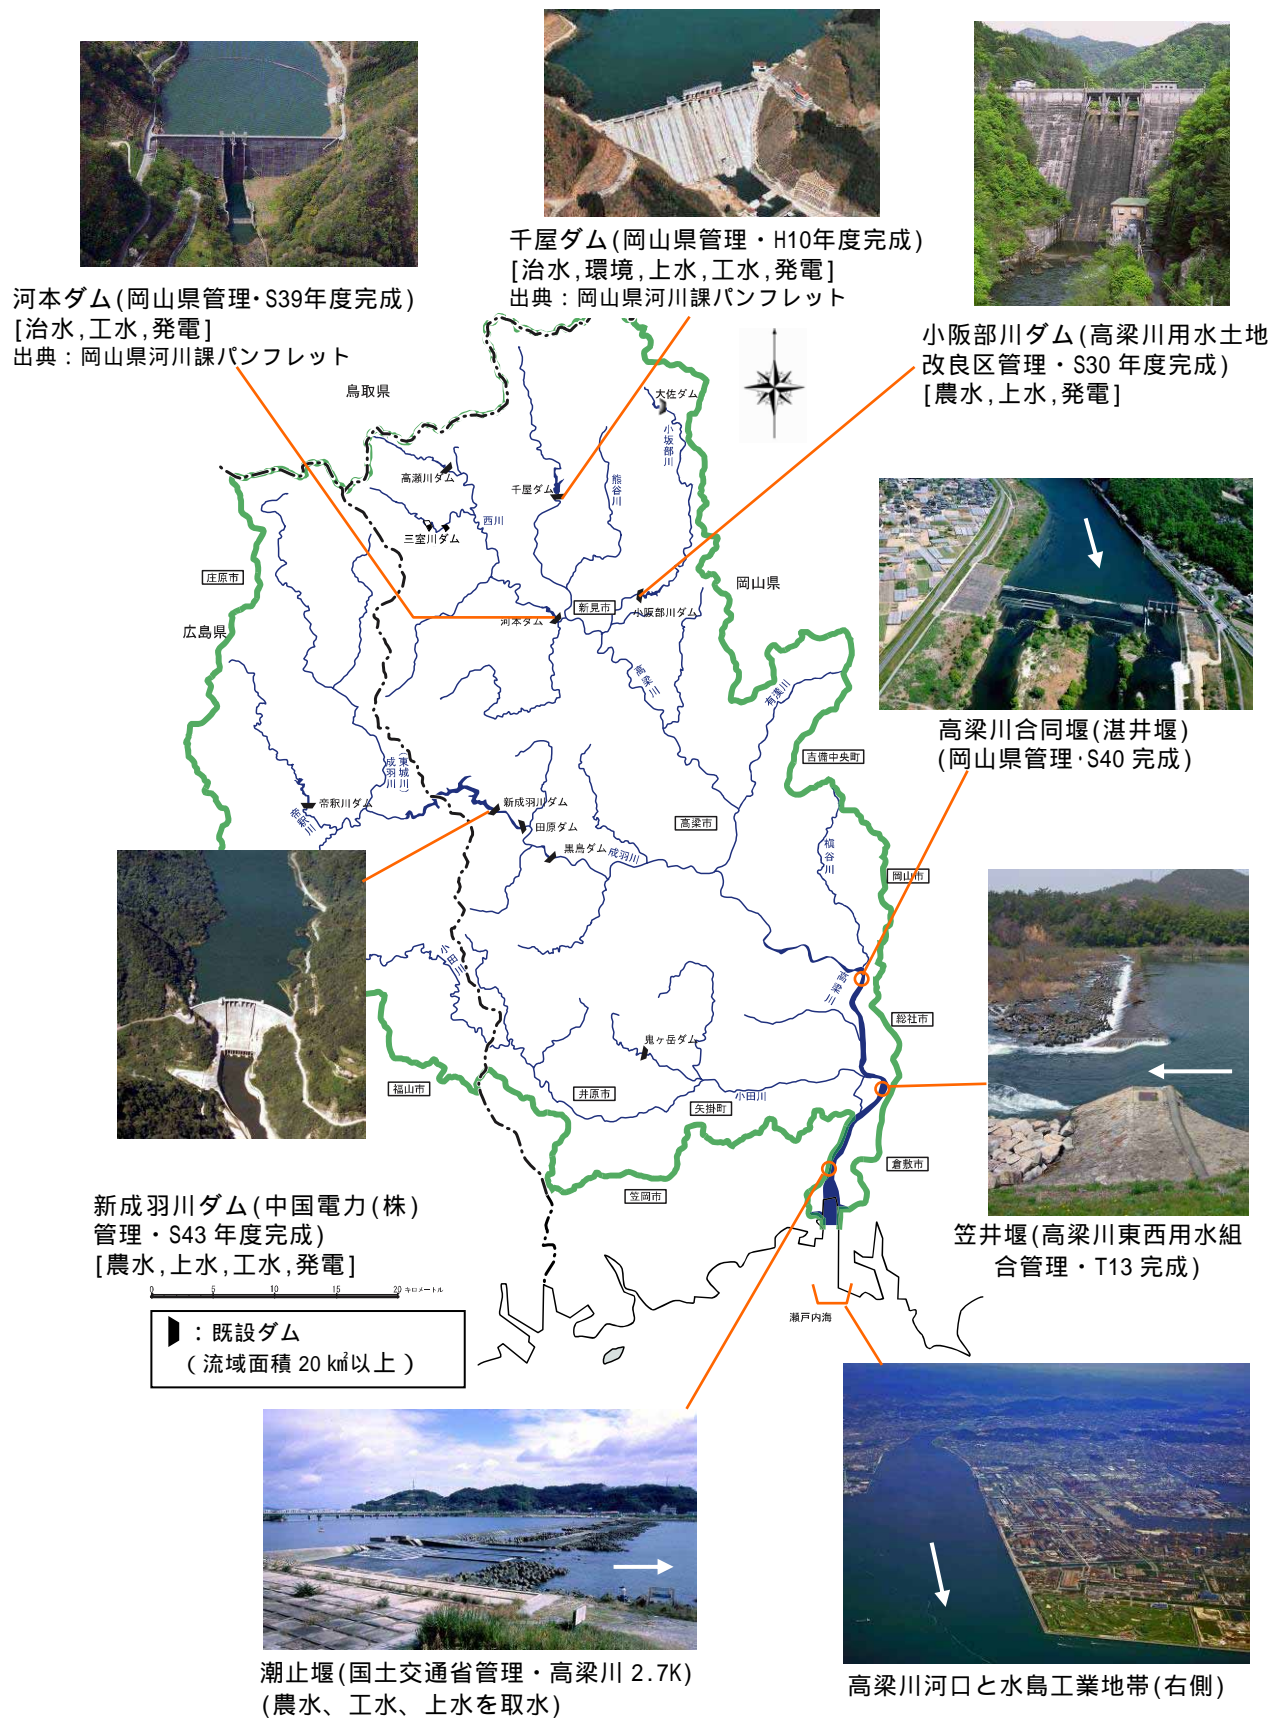 千屋ダム(岡山県管理・H10年度完成)
[治水,環境,上水,工水,発電]
出典：岡山県河川課パンフレット
河本ダム(岡山県管理・S39年度完成)
[治水,工水,発電]
出典：岡山県河川課パンフレット
小阪部川ダム(高梁川用水土地
改良区管理・S30 年度完成)
[農水,上水,発電]
鳥取県
大佐ダム
小坂部川
高瀬川ダム
千屋ダム
熊谷川
西川
三室川ダム
庄原市
岡山県
新見市
小阪部川ダム
河本ダム
広島県
高梁川
有漢川
高梁川合同堰(湛井堰)
(岡山県管理・S40 完成)
吉備中央町
成羽川
(東城川)
帝釈川ダム
帝釈川
新成羽川ダム
田原ダム
高梁市
黒鳥ダム
成羽川
槙谷川
岡山市
小田川
高梁川
総社市
鬼ヶ岳ダム
福山市
井原市
小田川
矢掛町
倉敷市
笠岡市
新成羽川ダム(中国電力(株)
管理・S43 年度完成)
[農水,上水,工水,発電]
笠井堰(高梁川東西用水組
合管理・T13 完成)
0 5 10 15 20 キロメートル
瀬戸内海
：既設ダム
(流域面積 20 ㎢以上)
潮止堰(国土交通省管理・高梁川 2.7K)
(農水、工水、上水を取水)
高梁川河口と水島工業地帯(右側)